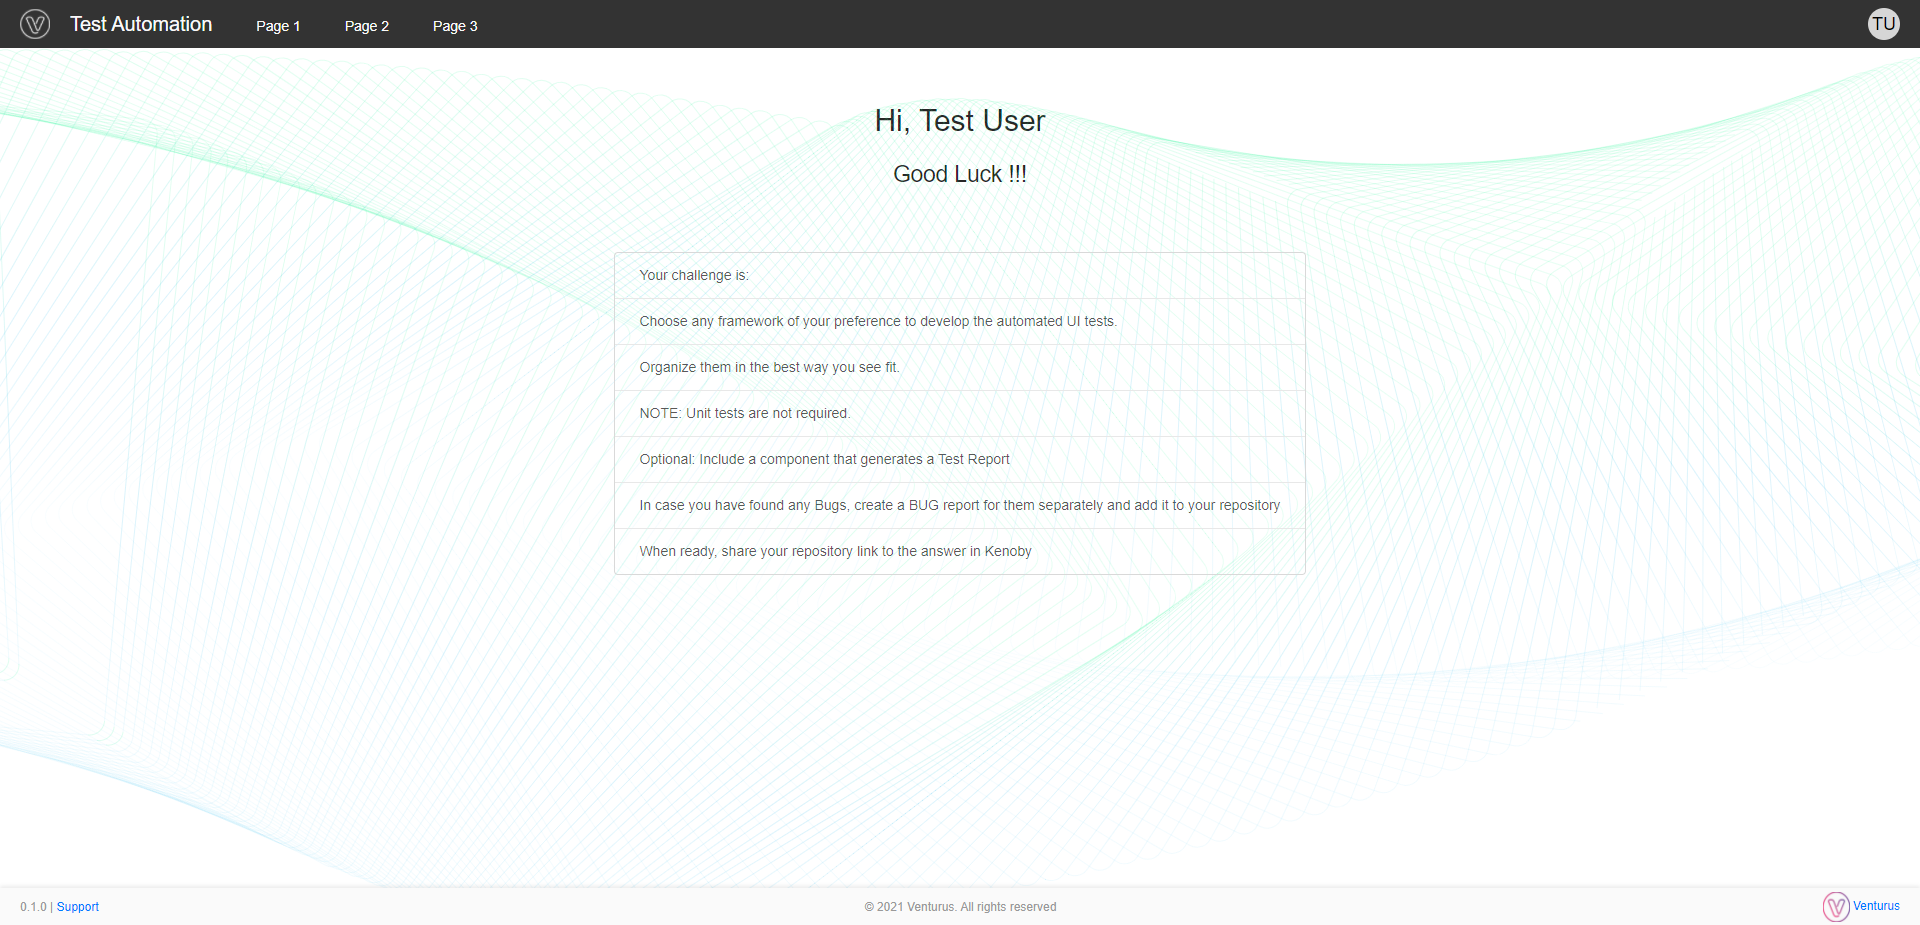 Test Automation Page 1 Page 2 Page 3 TU
Hi, Test User
Good Luck !!!
Your challenge is:
Choose any framework of your preference to develop the automated UI tests.
Organize them in the best way you see fit.
NOTE: Unit tests are not required.
Optional: Include a component that generates a Test Report
In case you have found any Bugs, create a BUG report for them separately and add it to your repository
When ready, share your repository link to the answer in Kenoby
0.1.0 | Support © 2021 Venturus. All rights reserved Venturus